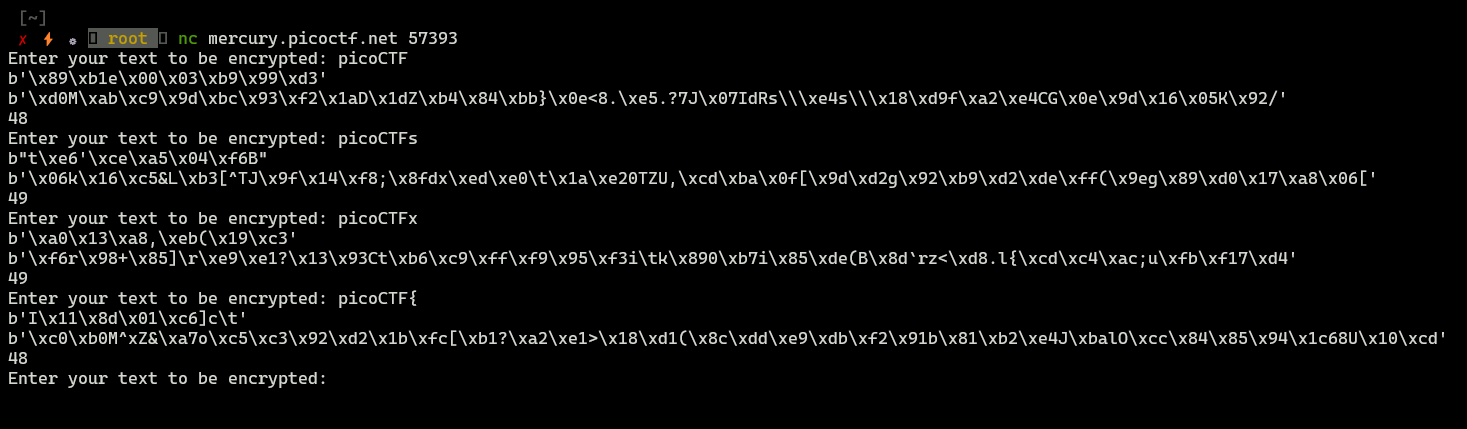 [~]
✗ ⚡ root nc mercury.picoctf.net 57393
Enter your text to be encrypted: picoCTF
b'\x89\xb1e\x00\x03\xb9\x99\xd3'
b'\xd0M\xab\xc9\x9d\xbc\x93\xf2\x1aD\x1dZ\xb4\x84\xbb}\x0e<8.\xe5.?7J\x07IdRs\\\xe4s\\\x18\xd9f\xa2\xe4CG\x0e\x9d\x16\x05K\x92/'
48
Enter your text to be encrypted: picoCTFs
b"t\xe6'\xce\xa5\x04\xf6B"
b'\x06k\x16\xc5&L\xb3[^TJ\x9f\x14\xf8;\x8fdx\xed\xe0\t\x1a\xe20TZU,\xcd\xba\x0f[\x9d\xd2g\x92\xb9\xd2\xde\xff(\x9eg\x89\xd0\x17\xa8\x06['
49
Enter your text to be encrypted: picoCTFx
b'\xa0\x13\xa8,\xeb(\x19\xc3'
b'\xf6r\x98+\x85]\r\xe9\xe1?\x13\x93Ct\xb6\xc9\xff\xf9\x95\xf3i\tk\x890\xb7i\x85\xde(B\x8d`rz<\xd8.l{\xcd\xc4\xac;u\xfb\xf17\xd4'
49
Enter your text to be encrypted: picoCTF{
b'I\x11\x8d\x01\xc6]c\t'
b'\xc0\xb0M^xZ&\xa7o\xc5\xc3\x92\xd2\x1b\xfc[\xb1?\xa2\xe1>\x18\xd1(\x8c\xdd\xe9\xdb\xf2\x91b\x81\xb2\xe4J\xbalO\xcc\x84\x85\x94\x1c68U\x10\xcd'
48
Enter your text to be encrypted: